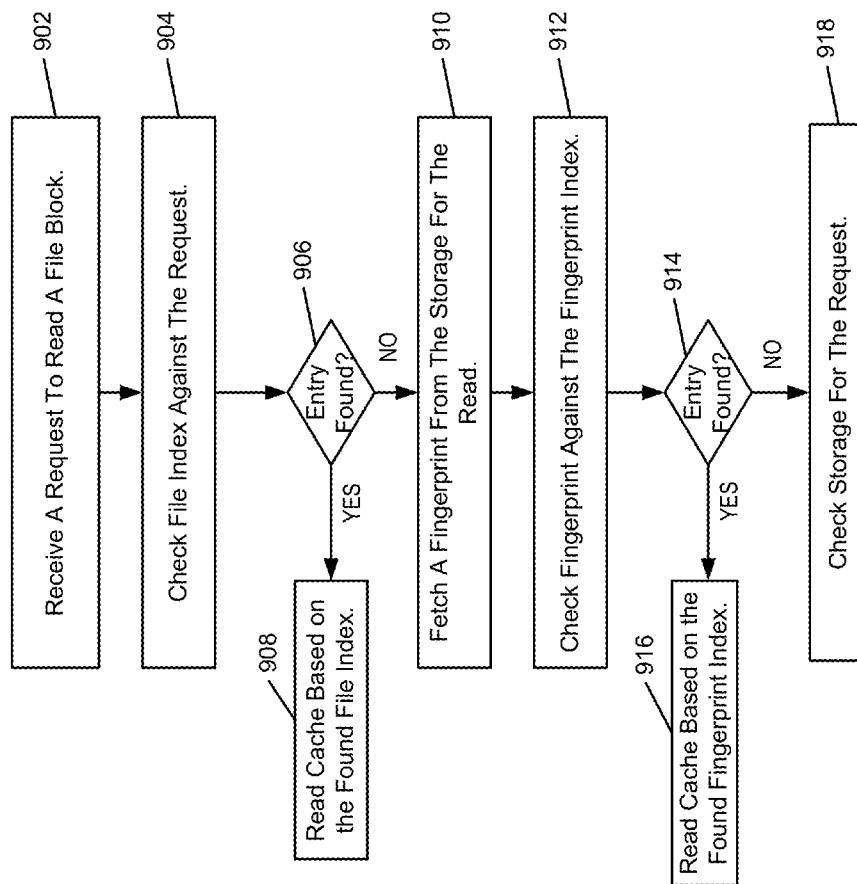 902
Receive A Request To Read A File Block.
904
Check File Index Against The Request.
906
Entry
Found?
YES
NO
908
Read Cache Based on
the Found File Index.
910
Fetch A Fingerprint From The Storage For The
Read.
912
Check Fingerprint Against The Fingerprint Index.
914
Entry
Found?
YES
NO
916
Read Cache Based on the
Found Fingerprint Index.
918
Check Storage For The Request.